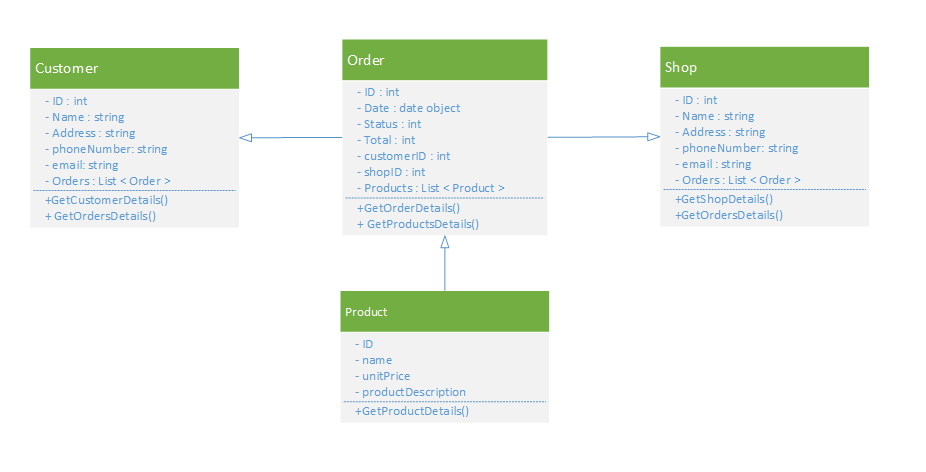 Customer
- ID : int
- Name : string
- Address : string
- phoneNumber: string
- email: string
- Orders : List < Order >
+GetCustomerDetails()
+ GetOrdersDetails()
Order
- ID : int
- Date : date object
- Status : int
- Total : int
- customerID : int
- shopID : int
- Products : List < Product >
+GetOrderDetails()
+ GetProductsDetails()
Shop
- ID : int
- Name : string
- Address : string
- phoneNumber: string
- email : string
- Orders : List < Order >
+GetShopDetails()
+GetOrdersDetails()
Product
- ID
- name
- unitPrice
- productDescription
+GetProductDetails()